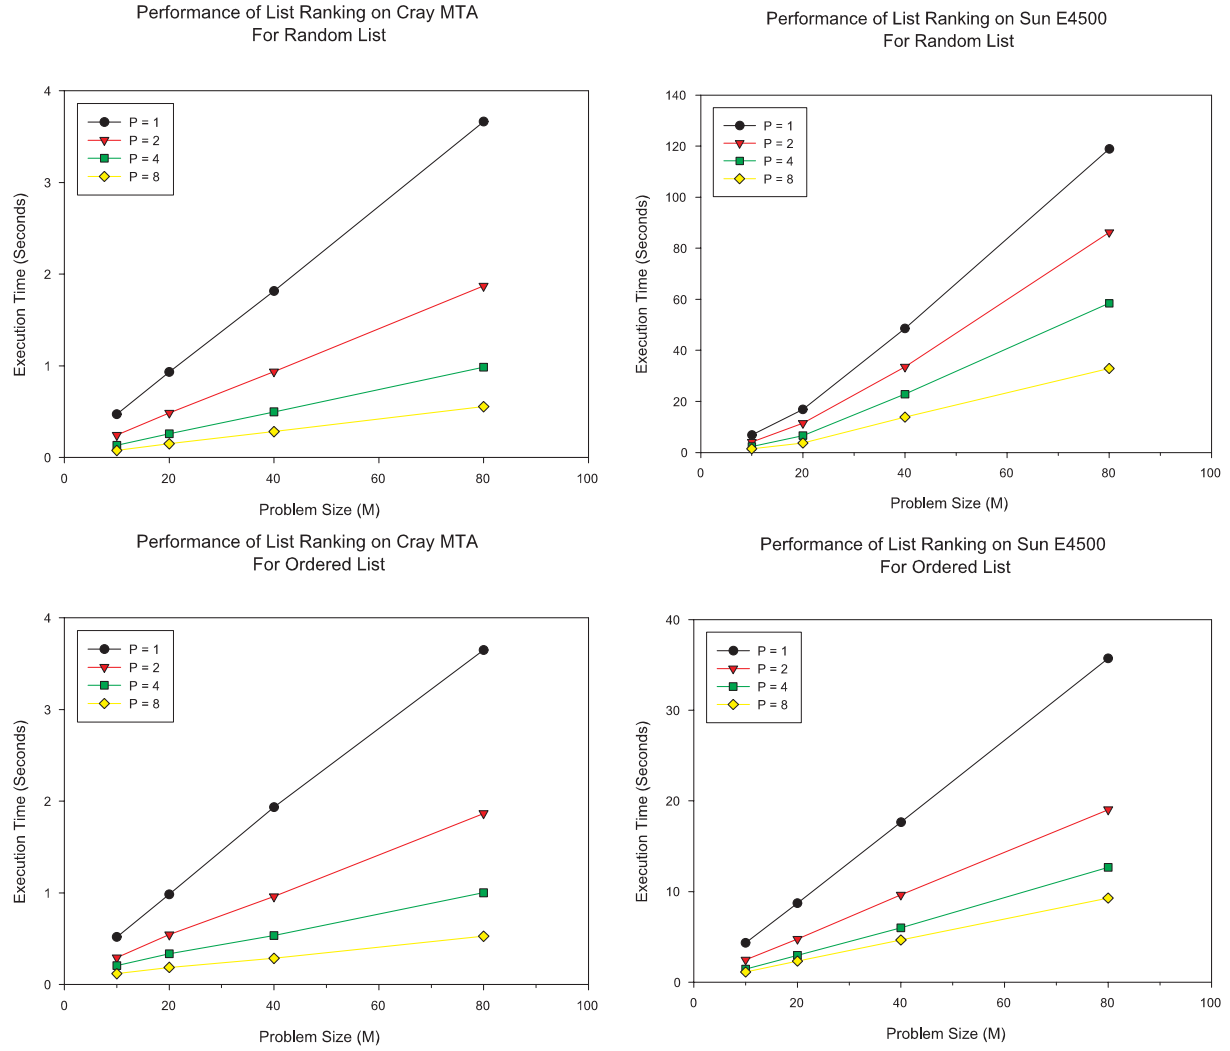 Performance of List Ranking on Cray MTA
For Random List
4
3
2
1
0
Execution Time (Seconds)
P = 1
P = 2
P = 4
P = 8
0 20 40 60 80 100
Problem Size (M)
Performance of List Ranking on Sun E4500
For Random List
140
120
100
80
60
40
20
0
Execution Time (Seconds)
P = 1
P = 2
P = 4
P = 8
0 20 40 60 80 100
Problem Size (M)
Performance of List Ranking on Cray MTA
For Ordered List
4
3
2
1
0
Execution Time (Seconds)
P = 1
P = 2
P = 4
P = 8
0 20 40 60 80 100
Problem Size (M)
Performance of List Ranking on Sun E4500
For Ordered List
40
30
20
10
0
Execution Time (Seconds)
P = 1
P = 2
P = 4
P = 8
0 20 40 60 80 100
Problem Size (M)